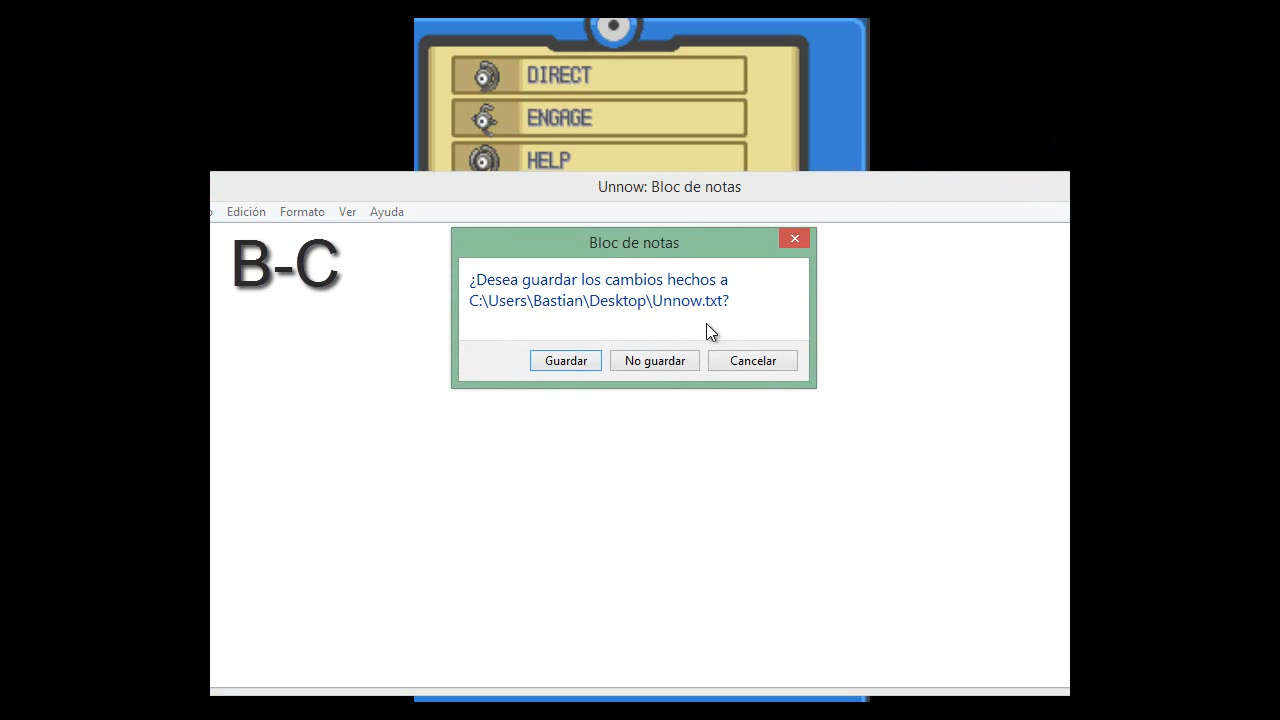 DIRECT
ENGAGE
HELP
Unnow: Bloc de notas
Edición Formato Ver Ayuda
B-C
Bloc de notas
¿Desea guardar los cambios hechos a
C:\Users\Bastian\Desktop\Unnow.txt?
Guardar No guardar Cancelar